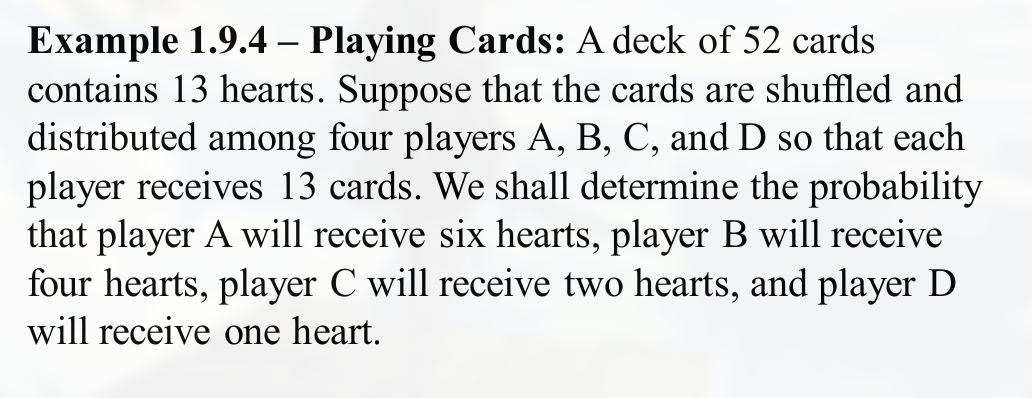 Example 1.9.4 – Playing Cards: A deck of 52 cards
contains 13 hearts. Suppose that the cards are shuffled and
distributed among four players A, B, C, and D so that each
player receives 13 cards. We shall determine the probability
that player A will receive six hearts, player B will receive
four hearts, player C will receive two hearts, and player D
will receive one heart.